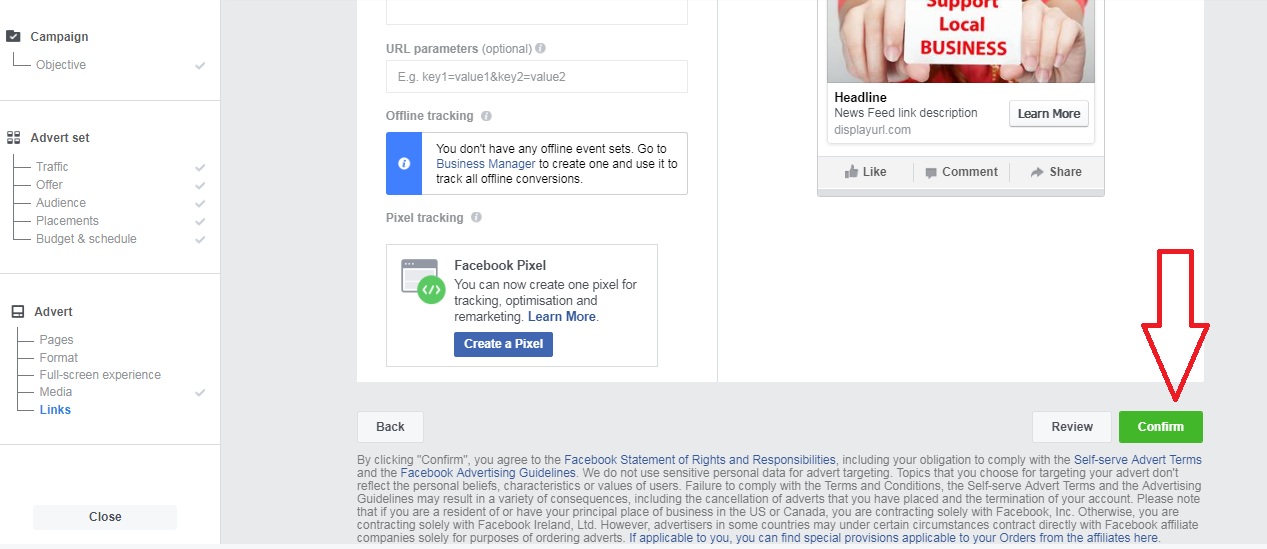 Campaign
Objective
Advert set
Traffic
Offer
Audience
Placements
Budget & schedule
Advert
Pages
Format
Full-screen experience
Media
Links
Close
URL parameters (optional)
E.g. key1=value1&key2=value2
Offline tracking
You don't have any offline event sets. Go to
Business Manager to create one and use it to
track all offline conversions.
Pixel tracking
Facebook Pixel
You can now create one pixel for
tracking, optimisation and
remarketing. Learn More.
Create a Pixel
Support
Local
BUSINESS
Headline
News Feed link description
displayurl.com
Learn More
Like
Comment
Share
Back
Review
Confirm
By clicking "Confirm", you agree to the Facebook Statement of Rights and Responsibilities, including your obligation to comply with the Self-serve Advert Terms
and the Facebook Advertising Guidelines. We do not use sensitive personal data for advert targeting. Topics that you choose for targeting your advert don't
reflect the personal beliefs, characteristics or values of users. Failure to comply with the Terms and Conditions, the Self-serve Advert Terms and the Advertising
Guidelines may result in a variety of consequences, including the cancellation of adverts that you have placed and the termination of your account. Please note
that if you are a resident of or have your principal place of business in the US or Canada, you are contracting solely with Facebook, Inc. Otherwise, you are
contracting solely with Facebook Ireland, Ltd. However, advertisers in some countries may under certain circumstances contract directly with Facebook affiliate
companies solely for purposes of ordering adverts. If applicable to you, you can find special provisions applicable to your Orders from the affiliates here.